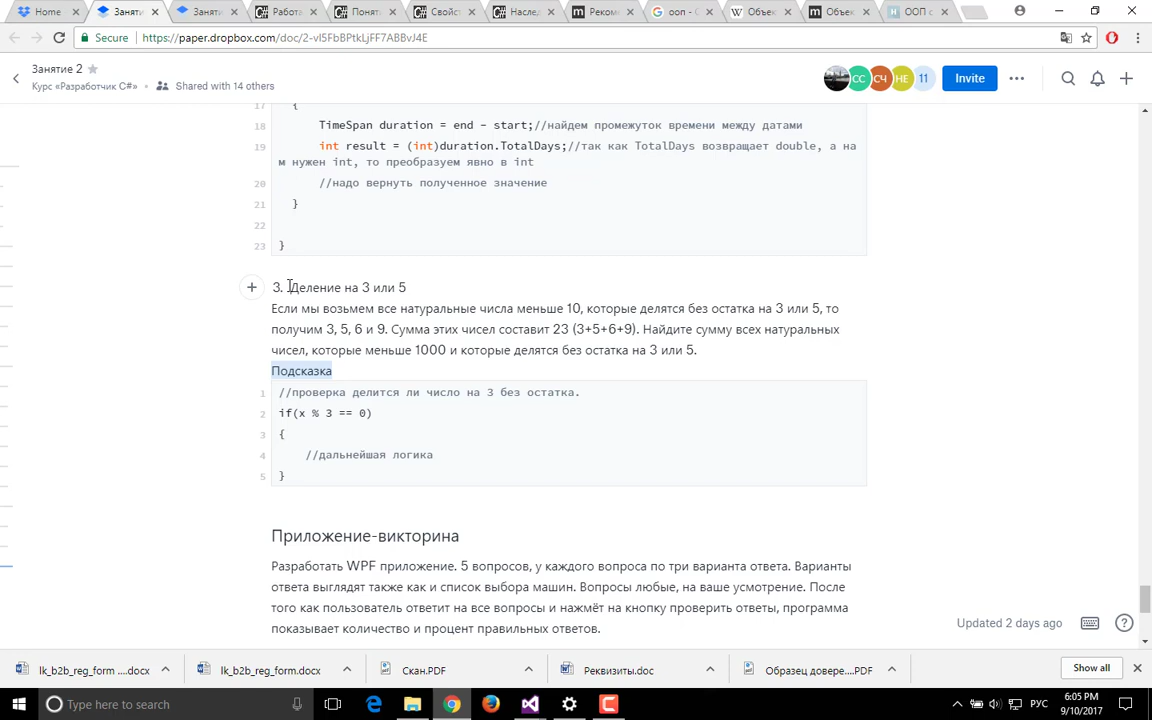 Home
Заняти
Заняти
Работа
Понят
Свойст
Наслед
Реком
ооп - G
Объек
Объек
ООП с
Secure
https://paper.dropbox.com/doc/2-vI5FbBPtkLjFF7ABBvJ4E
Занятие 2
Курс «Разработчик C#»
Shared with 14 others
СС
СЧ
НЕ
11
Invite
17 {
18 TimeSpan duration = end - start;//найдем промежуток времени между датами
19 int result = (int)duration.TotalDays;//так как TotalDays возвращает double, а на
м нужен int, то преобразуем явно в int
20 //надо вернуть полученное значение
21 }
22
23 }
3. Деление на 3 или 5
Если мы возьмем все натуральные числа меньше 10, которые делятся без остатка на 3 или 5, то
получим 3, 5, 6 и 9. Сумма этих чисел составит 23 (3+5+6+9). Найдите сумму всех натуральных
чисел, которые меньше 1000 и которые делятся без остатка на 3 или 5.
Подсказка
1 //проверка делится ли число на 3 без остатка.
2 if(x % 3 == 0)
3 {
4 //дальнейшая логика
5 }
Приложение-викторина
Разработать WPF приложение. 5 вопросов, у каждого вопроса по три варианта ответа. Варианты
ответа выглядят также как и список выбора машин. Вопросы любые, на ваше усмотрение. После
того как пользователь ответит на все вопросы и нажмёт на кнопку проверить ответы, программа
показывает количество и процент правильных ответов.
Updated 2 days ago
lk_b2b_reg_form ....docx
lk_b2b_reg_form.docx
Скан.PDF
Реквизиты.doc
Образец довере....PDF
Show all
Type here to search
РУС
6:05 PM
9/10/2017